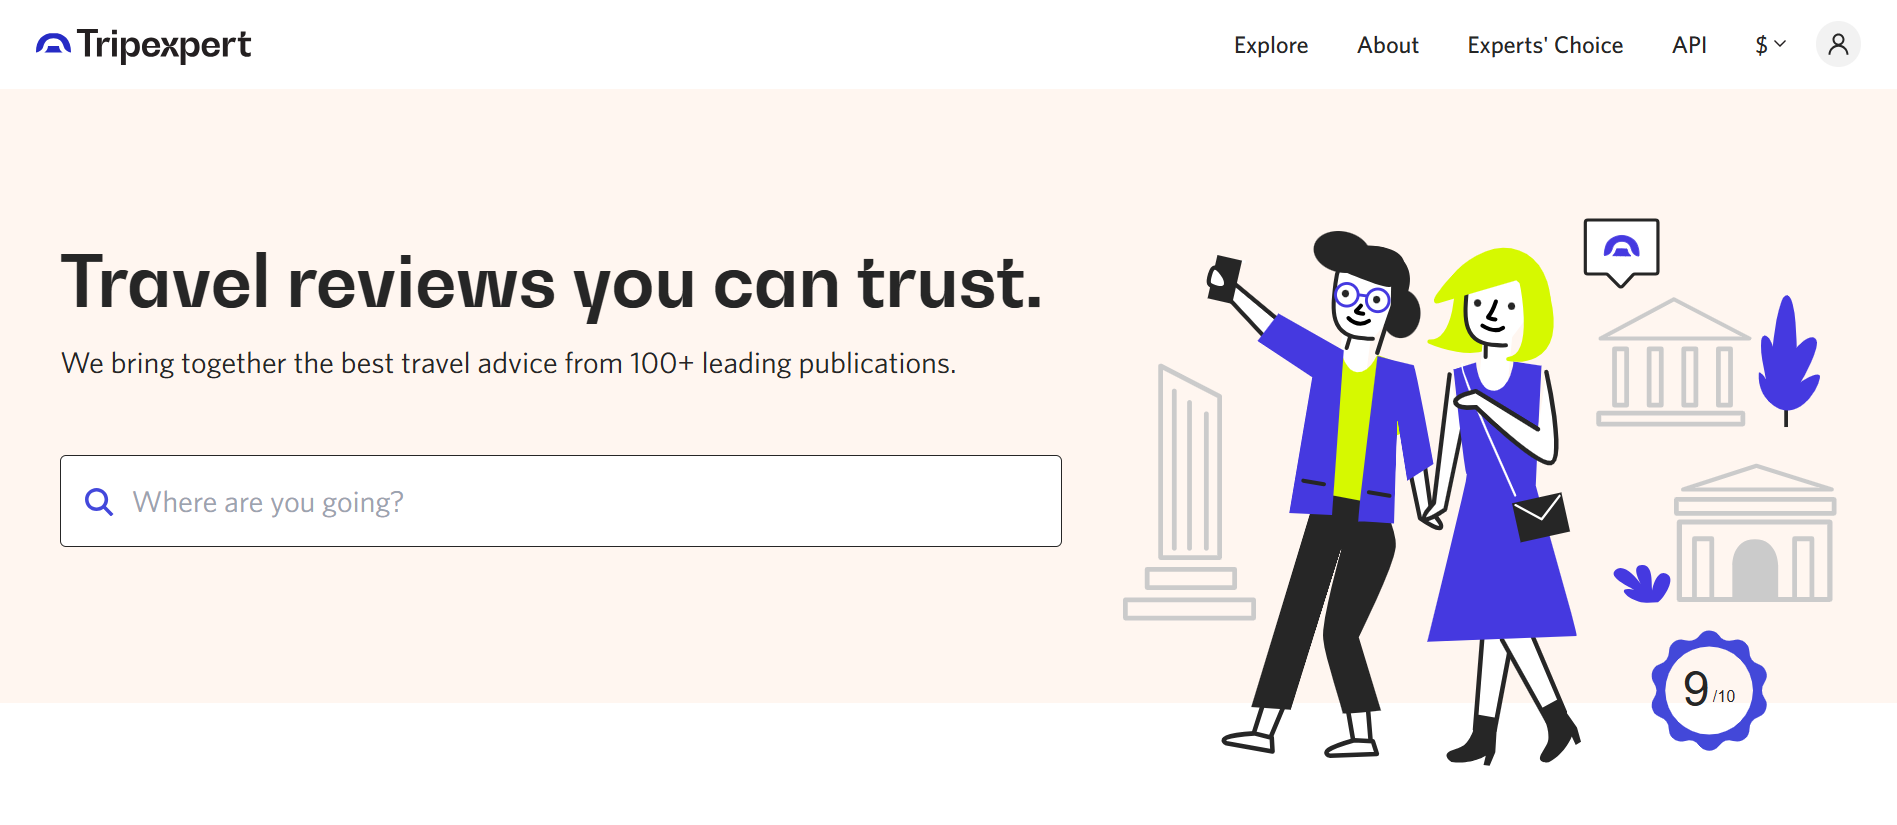 Tripexpert
Explore About Experts' Choice API $
Travel reviews you can trust.
We bring together the best travel advice from 100+ leading publications.
Where are you going?
9 /10